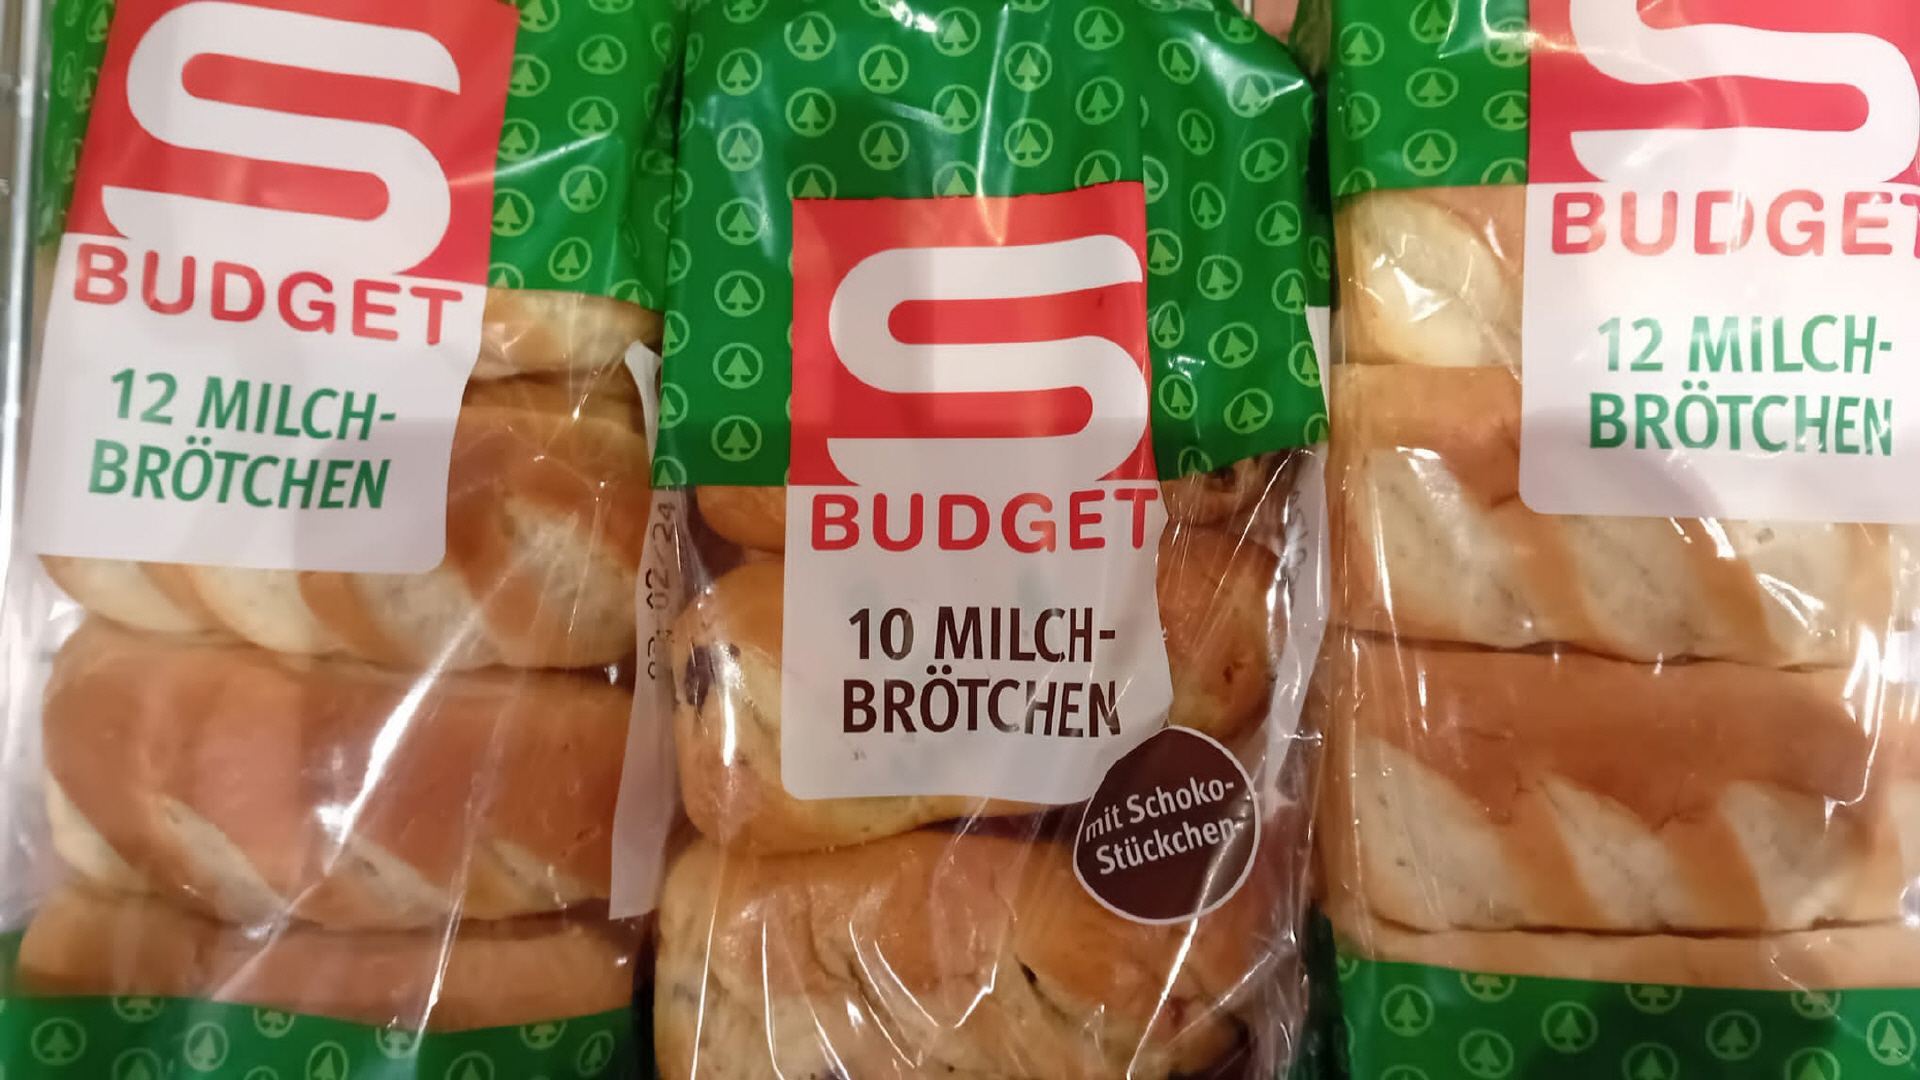 S
BUDGET
12 MILCH-
BRÖTCHEN
S
BUDGET
10 MILCH-
BRÖTCHEN
mit Schoko-
Stückchen
S
BUDGET
12 MILCH-
BRÖTCHEN